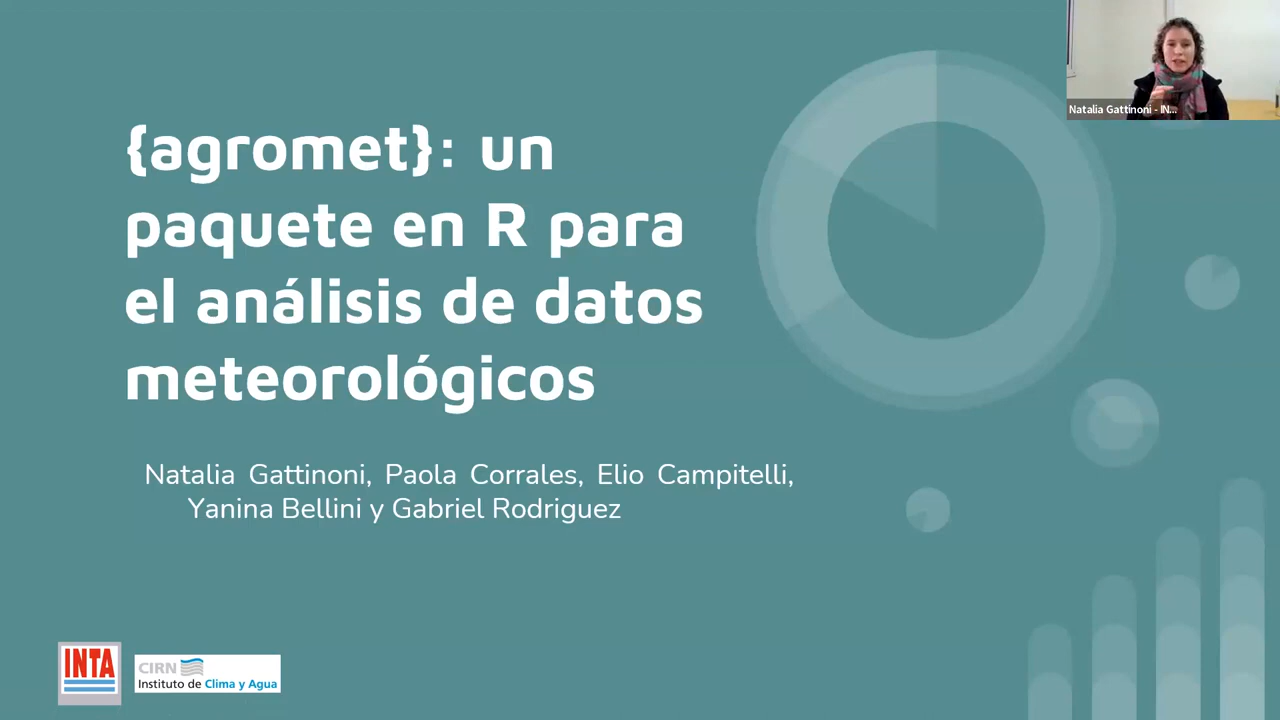 {agromet}: un
paquete en R para
el análisis de datos
meteorológicos
Natalia Gattinoni, Paola Corrales, Elio Campitelli,
Yanina Bellini y Gabriel Rodriguez
Natalia Gattinoni - IN...
INTA
CIRN
Instituto de Clima y Agua